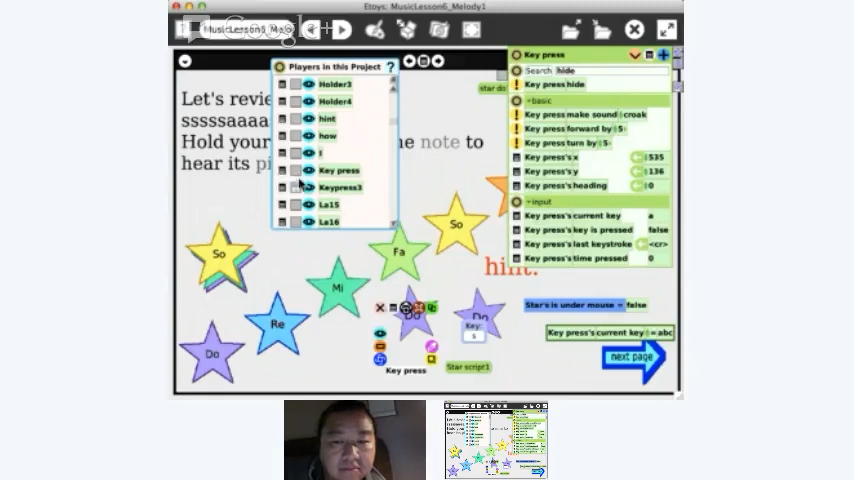 Etoys: MusicLesson6_Melody1
MusicLesson6_Melo
Google+
Players in this Project
?
Holder3
Holder4
hint
how
I
Key press
Keypress3
La15
La16
Let's revie
sssssaaaa
Hold your
he note to
hear its pi
star do
Key press
Search hide
Key press hide
basic
Key press make sound croak
Key press forward by 5
Key press turn by 5
Key press's x 535
Key press's y 136
Key press's heading 0
input
Key press's current key a
Key press's key is pressed false
Key press's last keystroke <cr>
Key press's time pressed 0
So
So
Fa
Mi
Re
Do
Do
Do
hint:
Key:
s
Key press
Star script1
Star's is under mouse = false
Key press's current key = abc
next page